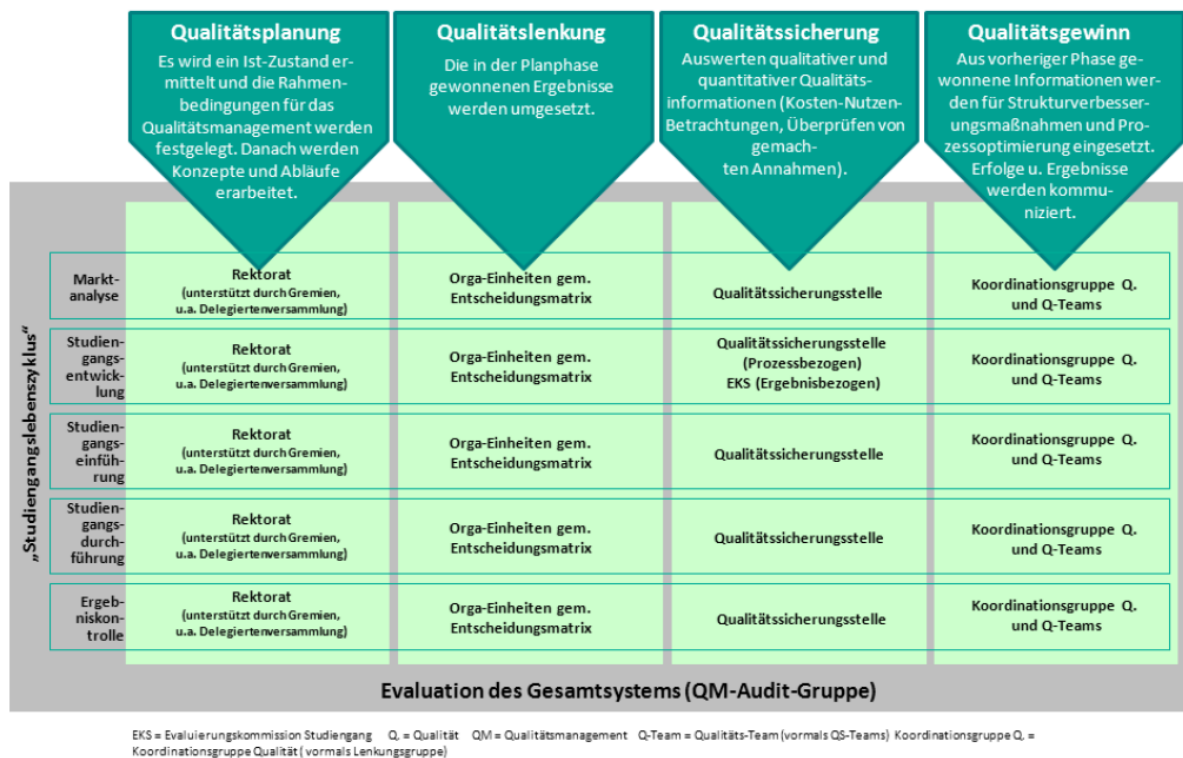 Qualitätsplanung
Es wird ein Ist-Zustand er-
mittelt und die Rahmen-
bedingungen für das
Qualitätsmanagement werden
festgelegt. Danach werden
Konzepte und Abläufe
erarbeitet.
Qualitätslenkung
Die in der Planphase
gewonnenen Ergebnisse
werden umgesetzt.
Qualitätssicherung
Auswerten qualitativer und
quantitativer Qualitäts-
informationen (Kosten-Nutzen-
Betrachtungen, Überprüfen von
gemach-
ten Annahmen).
Qualitätsgewinn
Aus vorheriger Phase ge-
wonnene Informationen wer-
den für Strukturverbesser-
ungsmaßnahmen und Pro-
zessoptimierung eingesetzt.
Erfolge u. Ergebnisse
werden kommu-
niziert.
„Studiengangslebenszyklus“
Markt-
analyse
Rektorat
(unterstützt durch Gremien,
u.a. Delegiertenversammlung)
Orga-Einheiten gem.
Entscheidungsmatrix
Qualitätssicherungsstelle
Koordinationsgruppe Q.
und Q-Teams
Studien-
gangs-
entwick-
lung
Rektorat
(unterstützt durch Gremien,
u.a. Delegiertenversammlung)
Orga-Einheiten gem.
Entscheidungsmatrix
Qualitätssicherungsstelle
(Prozessbezogen)
EKS (Ergebnisbezogen)
Koordinationsgruppe Q.
und Q-Teams
Studien-
gangs-
einfüh-
rung
Rektorat
(unterstützt durch Gremien,
u.a. Delegiertenversammlung)
Orga-Einheiten gem.
Entscheidungsmatrix
Qualitätssicherungsstelle
Koordinationsgruppe Q.
und Q-Teams
Studien-
gangs-
durch-
führung
Rektorat
(unterstützt durch Gremien,
u.a. Delegiertenversammlung)
Orga-Einheiten gem.
Entscheidungsmatrix
Qualitätssicherungsstelle
Koordinationsgruppe Q.
und Q-Teams
Ergeb-
niskon-
trolle
Rektorat
(unterstützt durch Gremien,
u.a. Delegiertenversammlung)
Orga-Einheiten gem.
Entscheidungsmatrix
Qualitätssicherungsstelle
Koordinationsgruppe Q.
und Q-Teams
Evaluation des Gesamtsystems (QM-Audit-Gruppe)
EKS = Evaluierungskommission Studiengang Q. = Qualität QM = Qualitätsmanagement Q-Team = Qualitäts-Team (vormals QS-Teams) Koordinationsgruppe Q. =
Koordinationsgruppe Qualität ( vormals Lenkungsgruppe)